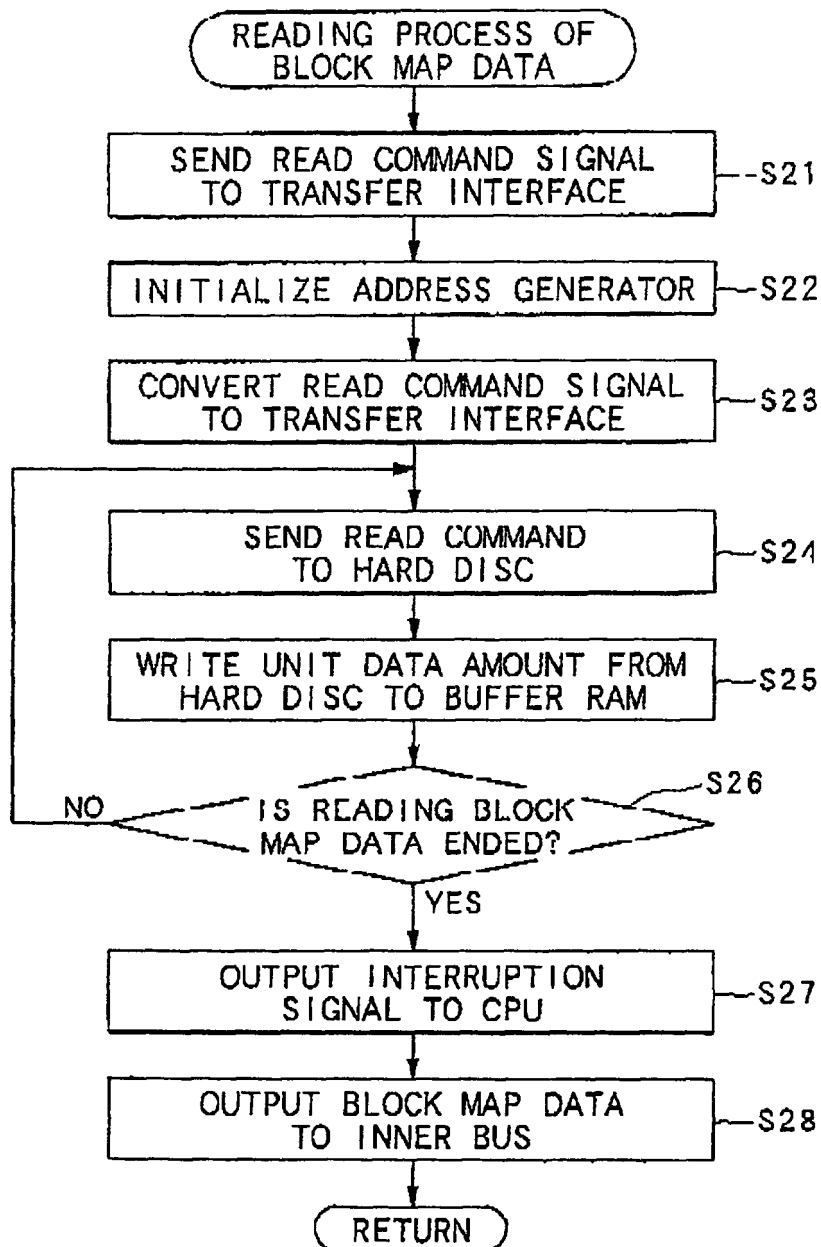 READING PROCESS OF
BLOCK MAP DATA
SEND READ COMMAND SIGNAL
TO TRANSFER INTERFACE
S21
INITIALIZE ADDRESS GENERATOR
S22
CONVERT READ COMMAND SIGNAL
TO TRANSFER INTERFACE
S23
SEND READ COMMAND
TO HARD DISC
S24
WRITE UNIT DATA AMOUNT FROM
HARD DISC TO BUFFER RAM
S25
S26
NO
IS READING BLOCK
MAP DATA ENDED?
YES
OUTPUT INTERRUPTION
SIGNAL TO CPU
S27
OUTPUT BLOCK MAP DATA
TO INNER BUS
S28
RETURN